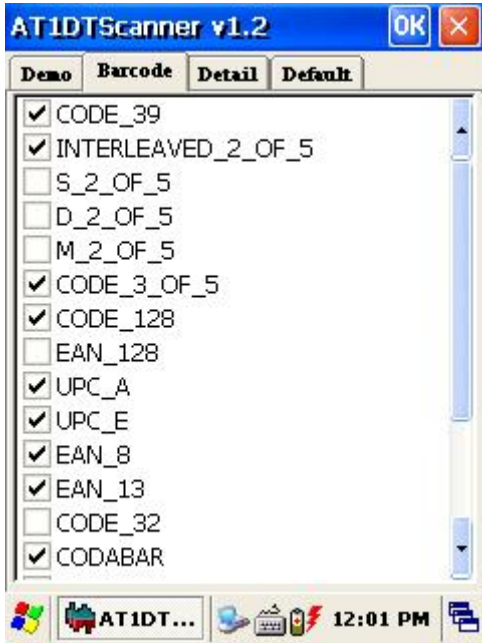 AT1DTScanner v1.2 OK
Demo Barcode Detail Default
CODE_39
INTERLEAVED_2_OF_5
S_2_OF_5
D_2_OF_5
M_2_OF_5
CODE_3_OF_5
CODE_128
EAN_128
UPC_A
UPC_E
EAN_8
EAN_13
CODE_32
CODABAR
AT1DT... 12:01 PM